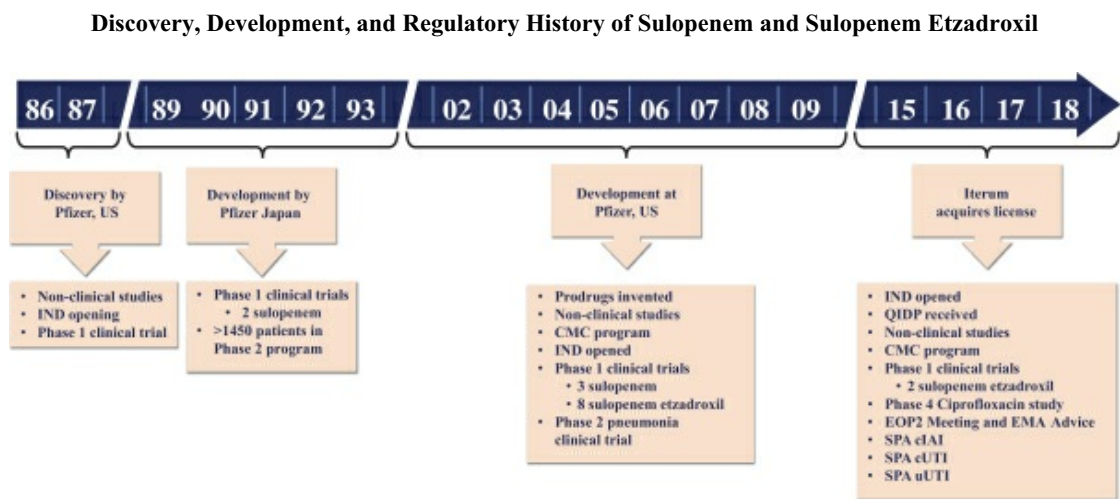 Discovery, Development, and Regulatory History of Sulopenem and Sulopenem Etzadroxil
86 87 89 90 91 92 93 02 03 04 05 06 07 08 09 15 16 17 18
Discovery by
Pfizer, US
• Non-clinical studies
• IND opening
• Phase 1 clinical trial
Development by
Pfizer Japan
• Phase 1 clinical trials
• 2 sulopenem
• >1450 patients in
Phase 2 program
Development at
Pfizer, US
• Prodrugs invented
• Non-clinical studies
• CMC program
• IND opened
• Phase 1 clinical trials
• 3 sulopenem
• 8 sulopenem etzadroxil
• Phase 2 pneumonia
clinical trial
Iterum
acquires license
• IND opened
• QIDP received
• Non-clinical studies
• CMC program
• Phase 1 clinical trials
• 2 sulopenem etzadroxil
• Phase 4 Ciprofloxacin study
• EOP2 Meeting and EMA Advice
• SPA cIAI
• SPA cUTI
• SPA uUTI